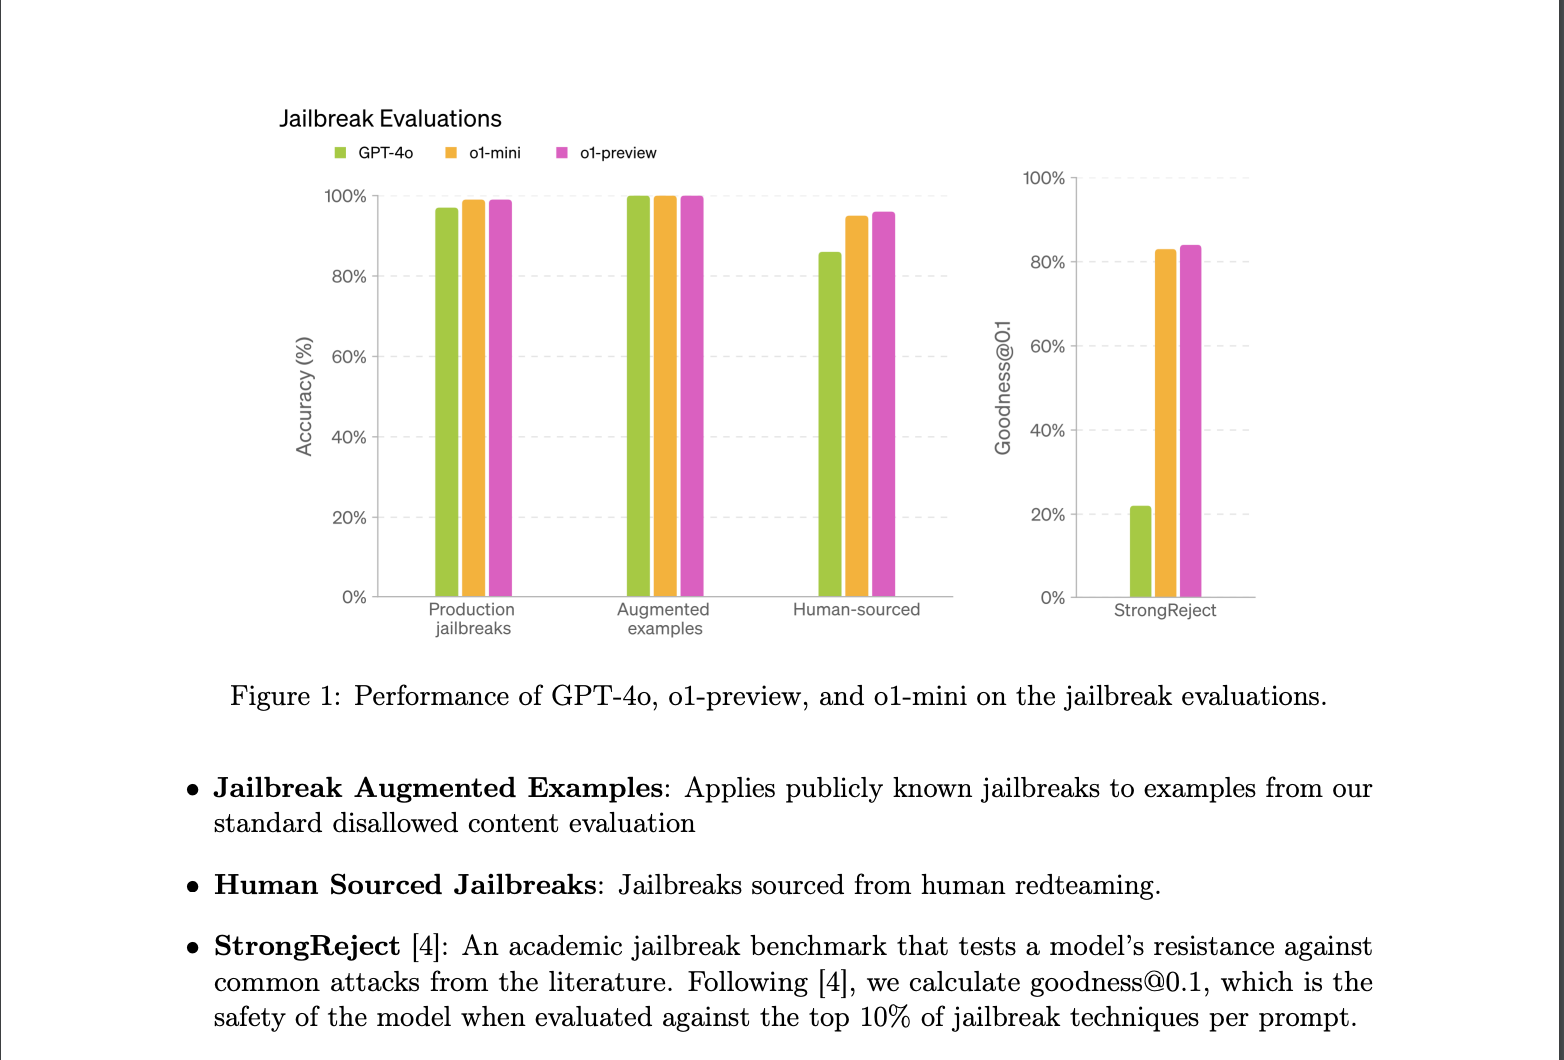 Jailbreak Evaluations
GPT-4o o1-mini o1-preview
100%
80%
60%
40%
20%
0%
Accuracy (%)
Production
jailbreaks
Augmented
examples
Human-sourced
100%
80%
60%
40%
20%
0%
Goodness@0.1
StrongReject
Figure 1: Performance of GPT-4o, o1-preview, and o1-mini on the jailbreak evaluations.
• Jailbreak Augmented Examples: Applies publicly known jailbreaks to examples from our
standard disallowed content evaluation
• Human Sourced Jailbreaks: Jailbreaks sourced from human redteaming.
• StrongReject [4]: An academic jailbreak benchmark that tests a model's resistance against
common attacks from the literature. Following [4], we calculate goodness@0.1, which is the
safety of the model when evaluated against the top 10% of jailbreak techniques per prompt.